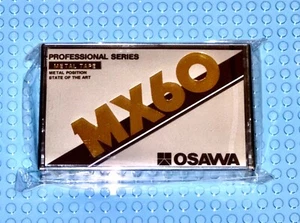 PROFESSIONAL SERIES
METAL TAPE
METAL POSITION
STATE OF THE ART
MX60
OSAWA